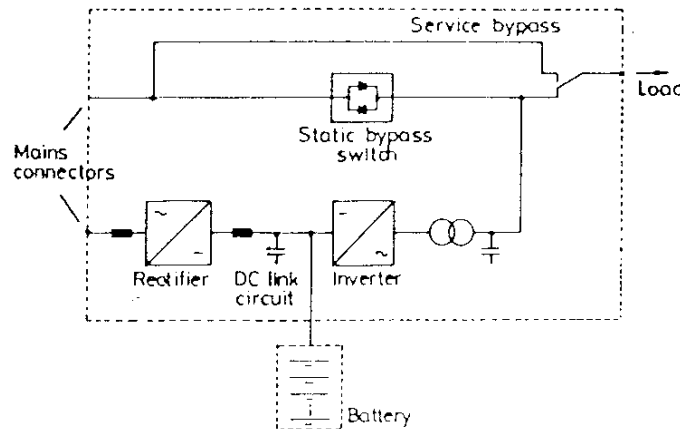 Service bypass
Load
Static bypass
switch
Mains
connectors
~
−
−
~
Rectifier
DC link
circuit
Inverter
Battery